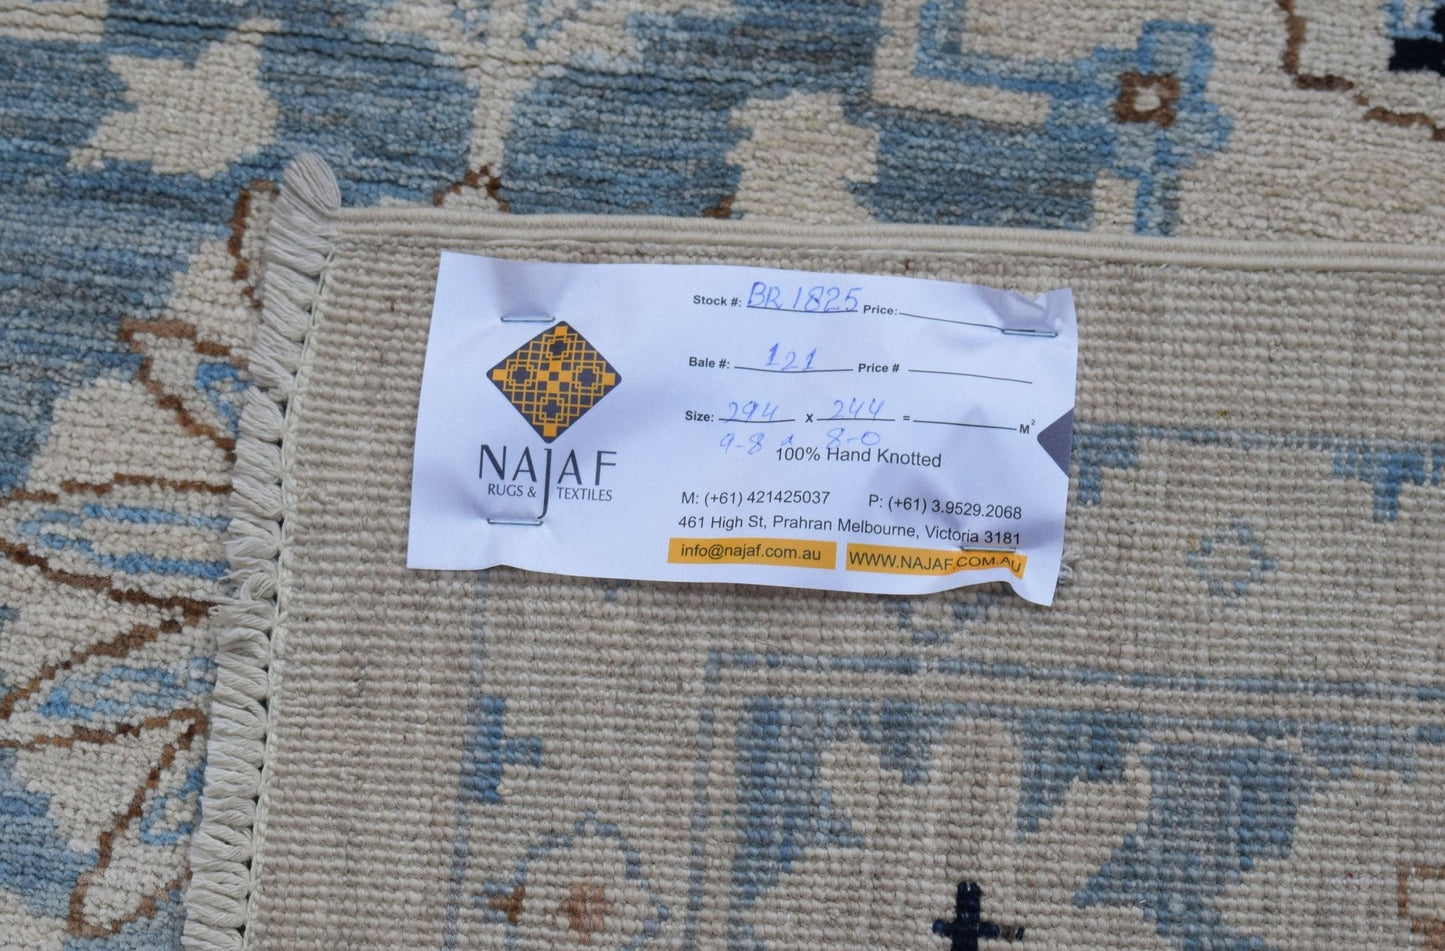 Stock #: BR 1825 Price:
Bale #: 121 Price #
Size: 294 x 244 = M²
9-8 x 8-0
100% Hand Knotted
NAJAF
RUGS & TEXTILES
M: (+61) 421425037 P: (+61) 3.9529.2068
461 High St, Prahran Melbourne, Victoria 3181
info@najaf.com.au WWW.NAJAF.COM.AU